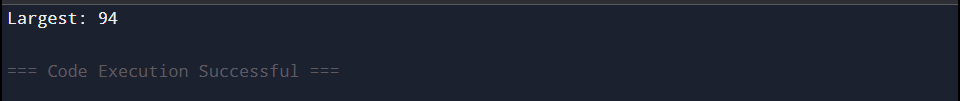 Largest: 94
=== Code Execution Successful ===